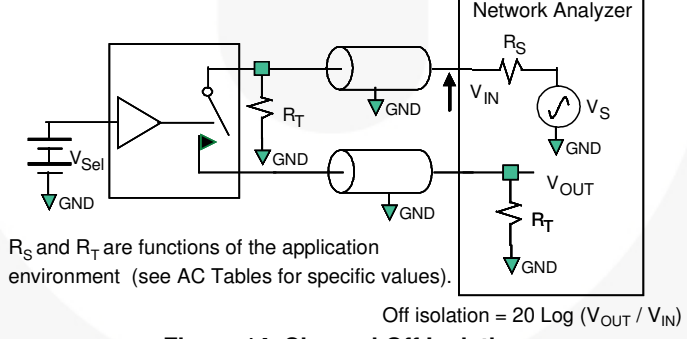 Network Analyzer
R_S
V_IN
V_S
GND
R_T
GND
GND
V_Sel
GND
GND
V_OUT
R_T
GND
R_S and R_T are functions of the application
environment (see AC Tables for specific values).
Off isolation = 20 Log (V_OUT / V_IN)